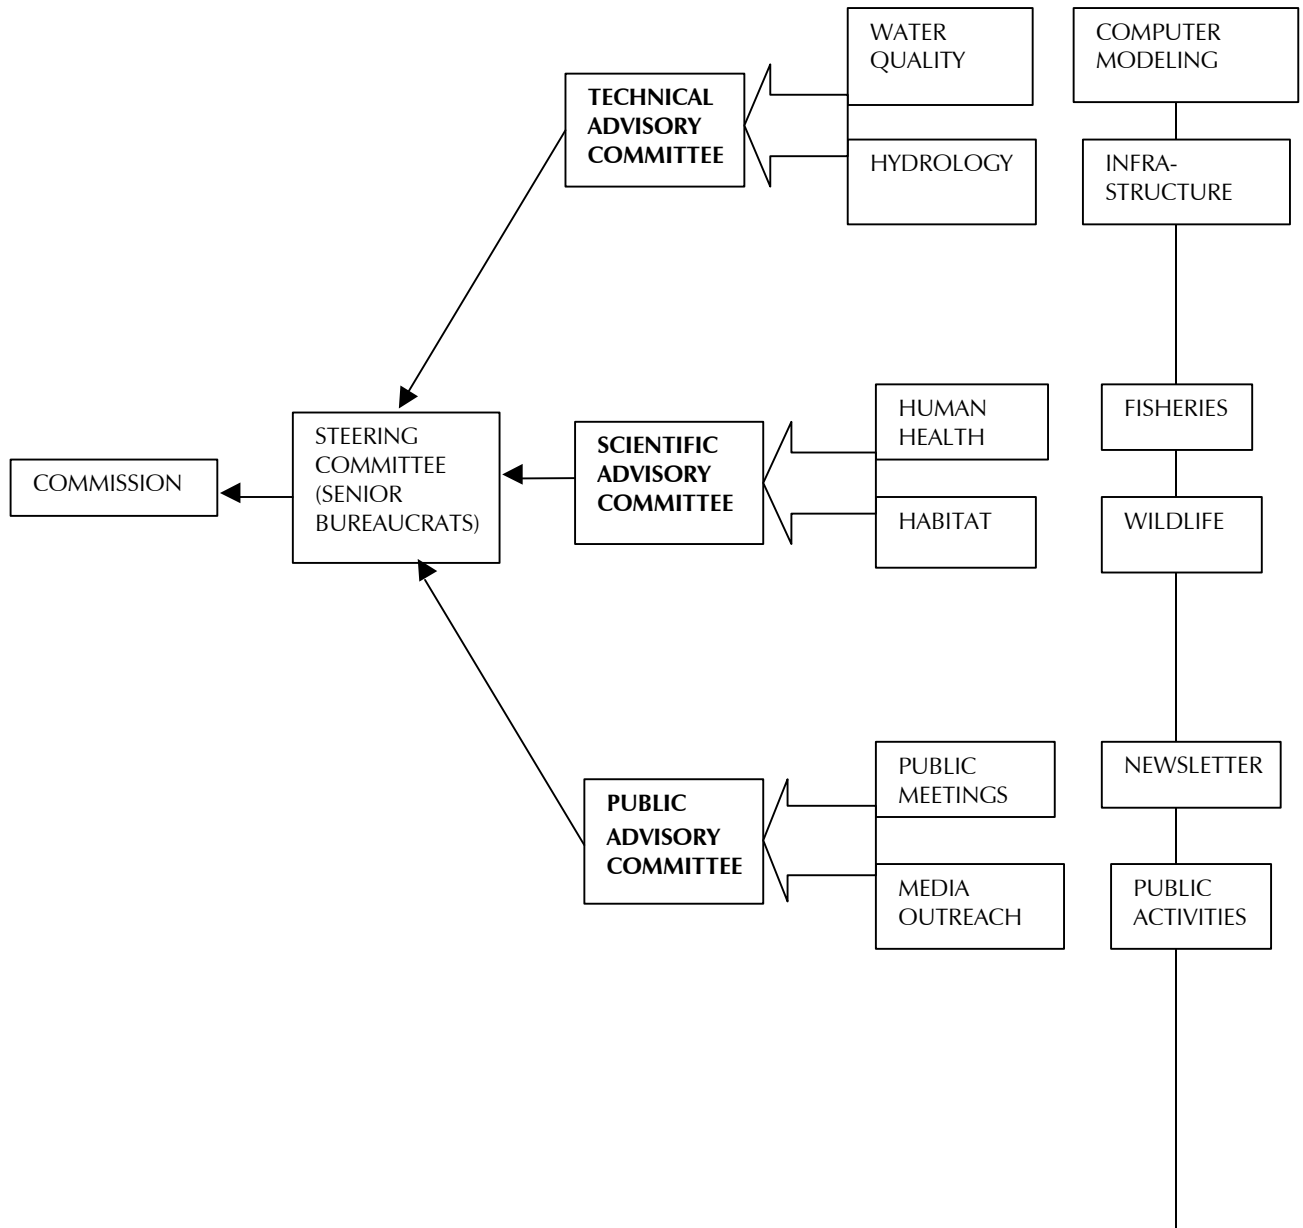 WATER
QUALITY
COMPUTER
MODELING
TECHNICAL
ADVISORY
COMMITTEE
HYDROLOGY
INFRA-
STRUCTURE
HUMAN
HEALTH
FISHERIES
STEERING
COMMITTEE
(SENIOR
BUREAUCRATS)
SCIENTIFIC
ADVISORY
COMMITTEE
COMMISSION
HABITAT
WILDLIFE
PUBLIC
MEETINGS
NEWSLETTER
PUBLIC
ADVISORY
COMMITTEE
MEDIA
OUTREACH
PUBLIC
ACTIVITIES